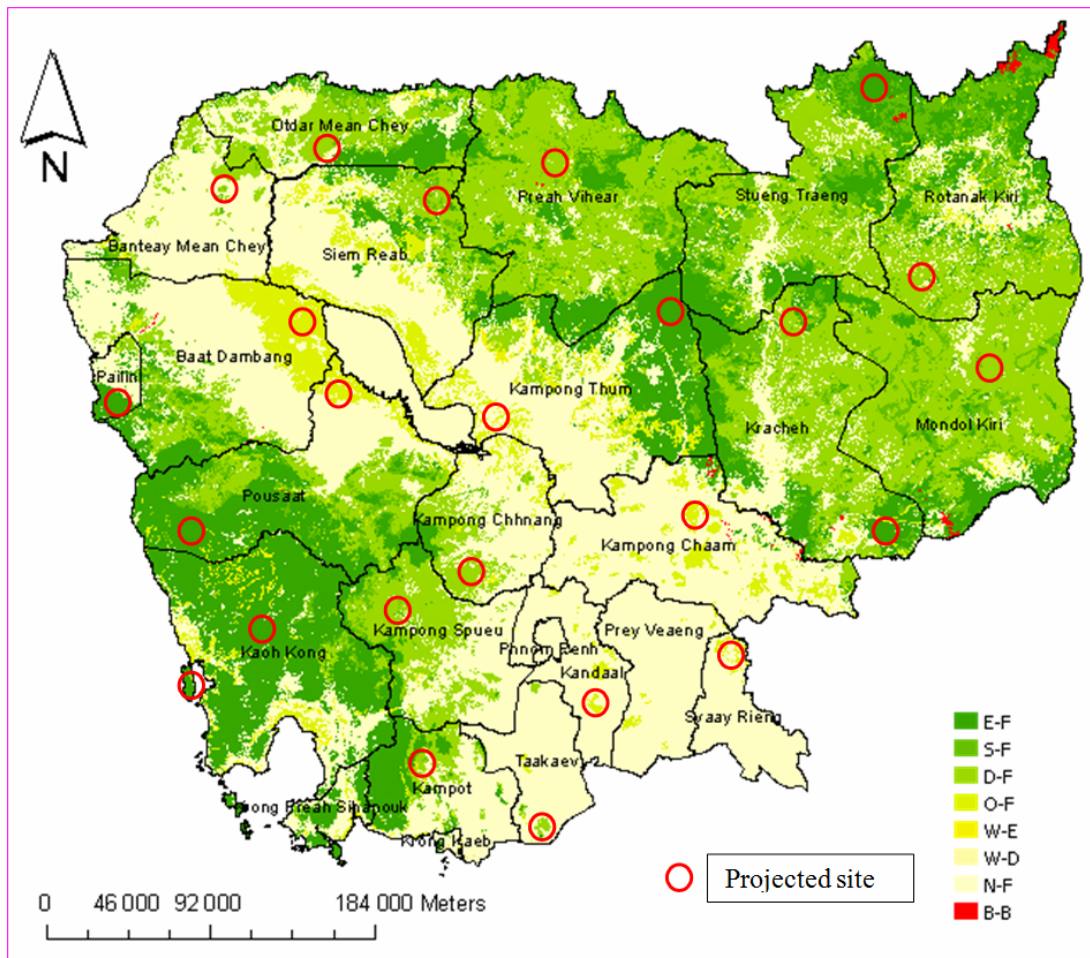 N
Otdar Mean Chey
Preah Vihear
Stueng Traeng
Rotanak Kiri
Banteay Mean Chey
Siem Reab
Baat Dambang
Pailin
Kampong Thum
Kracheh
Mondol Kiri
Pousaat
Kampong Chhnang
Kampong Chaam
Kampong Spueu
Prey Veaeng
Phnom Penh
Kaoh Kong
Kandaal
Svaay Rieng
Taakaev
Kampot
Preah Sihanouk
Krong Kaeb
E-F
S-F
D-F
O-F
W-E
W-D
N-F
B-B
Projected site
0 46 000 92 000 184 000 Meters